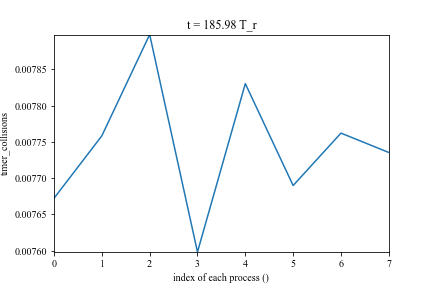 t = 185.98 T_r
timer_collisions
0.00785
0.00780
0.00775
0.00770
0.00765
0.00760
0 1 2 3 4 5 6 7
index of each process ()